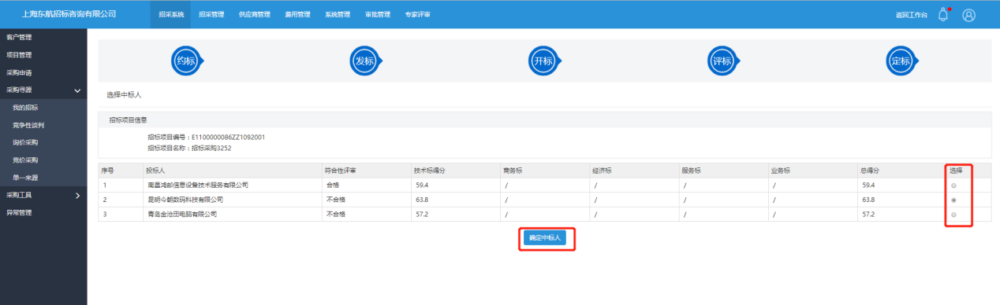 上海东航招标咨询有限公司 招采系统 招采管理 供应商管理 费用管理 系统管理 审批管理 专家评审 返回工作台
客户管理
项目管理
采购申请
采购寻源
我的招标
竞争性谈判
询价采购
竞价采购
单一来源
采购工具
异常管理
约标 发标 开标 评标 定标
选择中标人
招标项目信息
招标项目编号：E1100000086ZZ1092001
招标项目名称：招标采购3252
序号 投标人 符合性评审 技术标得分 商务标 经济标 服务标 业务标 总得分 选择
1 南昌鸿邮信息设备技术服务有限公司 合格 59.4 / / / / 59.4
2 昆明今朝数码科技有限公司 不合格 63.8 / / / / 63.8
3 青岛金沧田电脑有限公司 不合格 57.2 / / / / 57.2
确定中标人